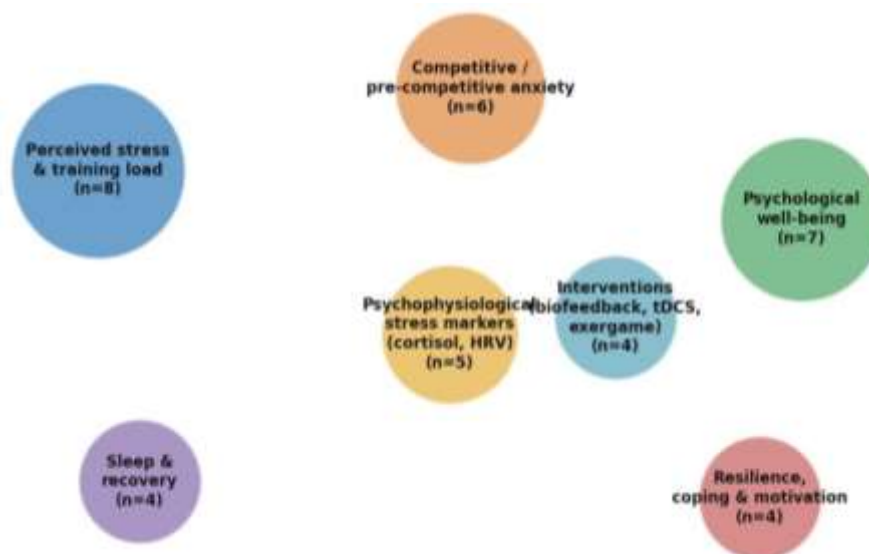 Competitive /
pre-competitive anxiety
(n=6)
Perceived stress
& training load
(n=8)
Psychological
well-being
(n=7)
Psychophysiological
stress markers
(cortisol, HRV)
(n=5)
Interventions
(biofeedback, tDCS,
exergame)
(n=4)
Sleep &
recovery
(n=4)
Resilience,
coping & motivation
(n=4)